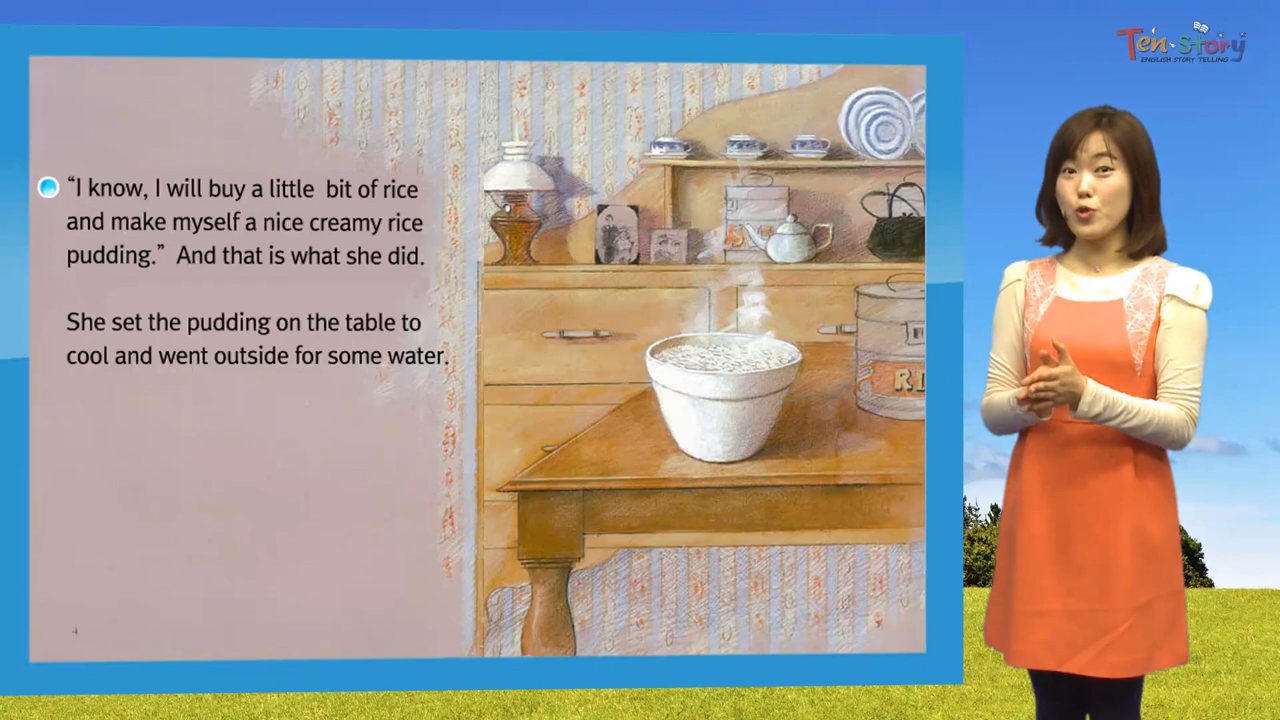 Ten Story
ENGLISH STORY TELLING
“I know, I will buy a little bit of rice
and make myself a nice creamy rice
pudding.” And that is what she did.
She set the pudding on the table to
cool and went outside for some water.
RI
4